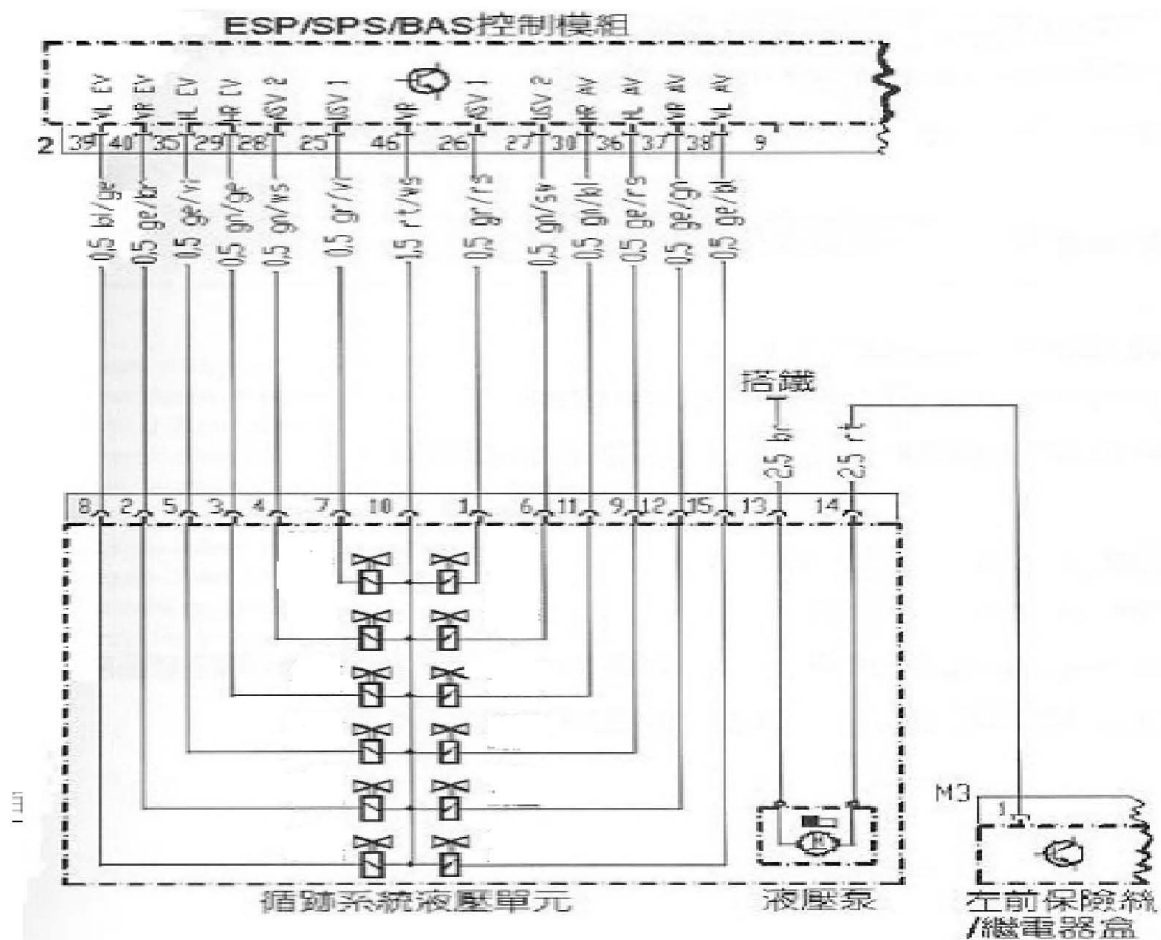 ESP/SPS/BAS控制模組
VL EV
VR EV
HL EV
HR EV
ASV 2
USV 1
VR
ASV 1
USV 2
HR AV
HL AV
VR AV
VL AV
2 39 40 35 29 28 25 46 26 27 30 36 37 38 9
0,5 bl/ge
0,5 ge/br
0,5 ge/vi
0,5 gn/ge
0,5 gn/ws
0,5 gr/vi
1,5 rt/ws
0,5 gr/rs
0,5 gn/sw
0,5 gn/bl
0,5 ge/rs
0,5 ge/gn
0,5 ge/bl
搭鐵
2,5 br
2,5 rt
8 2 5 3 4 7 10 1 6 11 9 12 15 13 14
M3
1
M
循跡系統液壓單元
液壓泵
左前保險絲
/繼電器盒